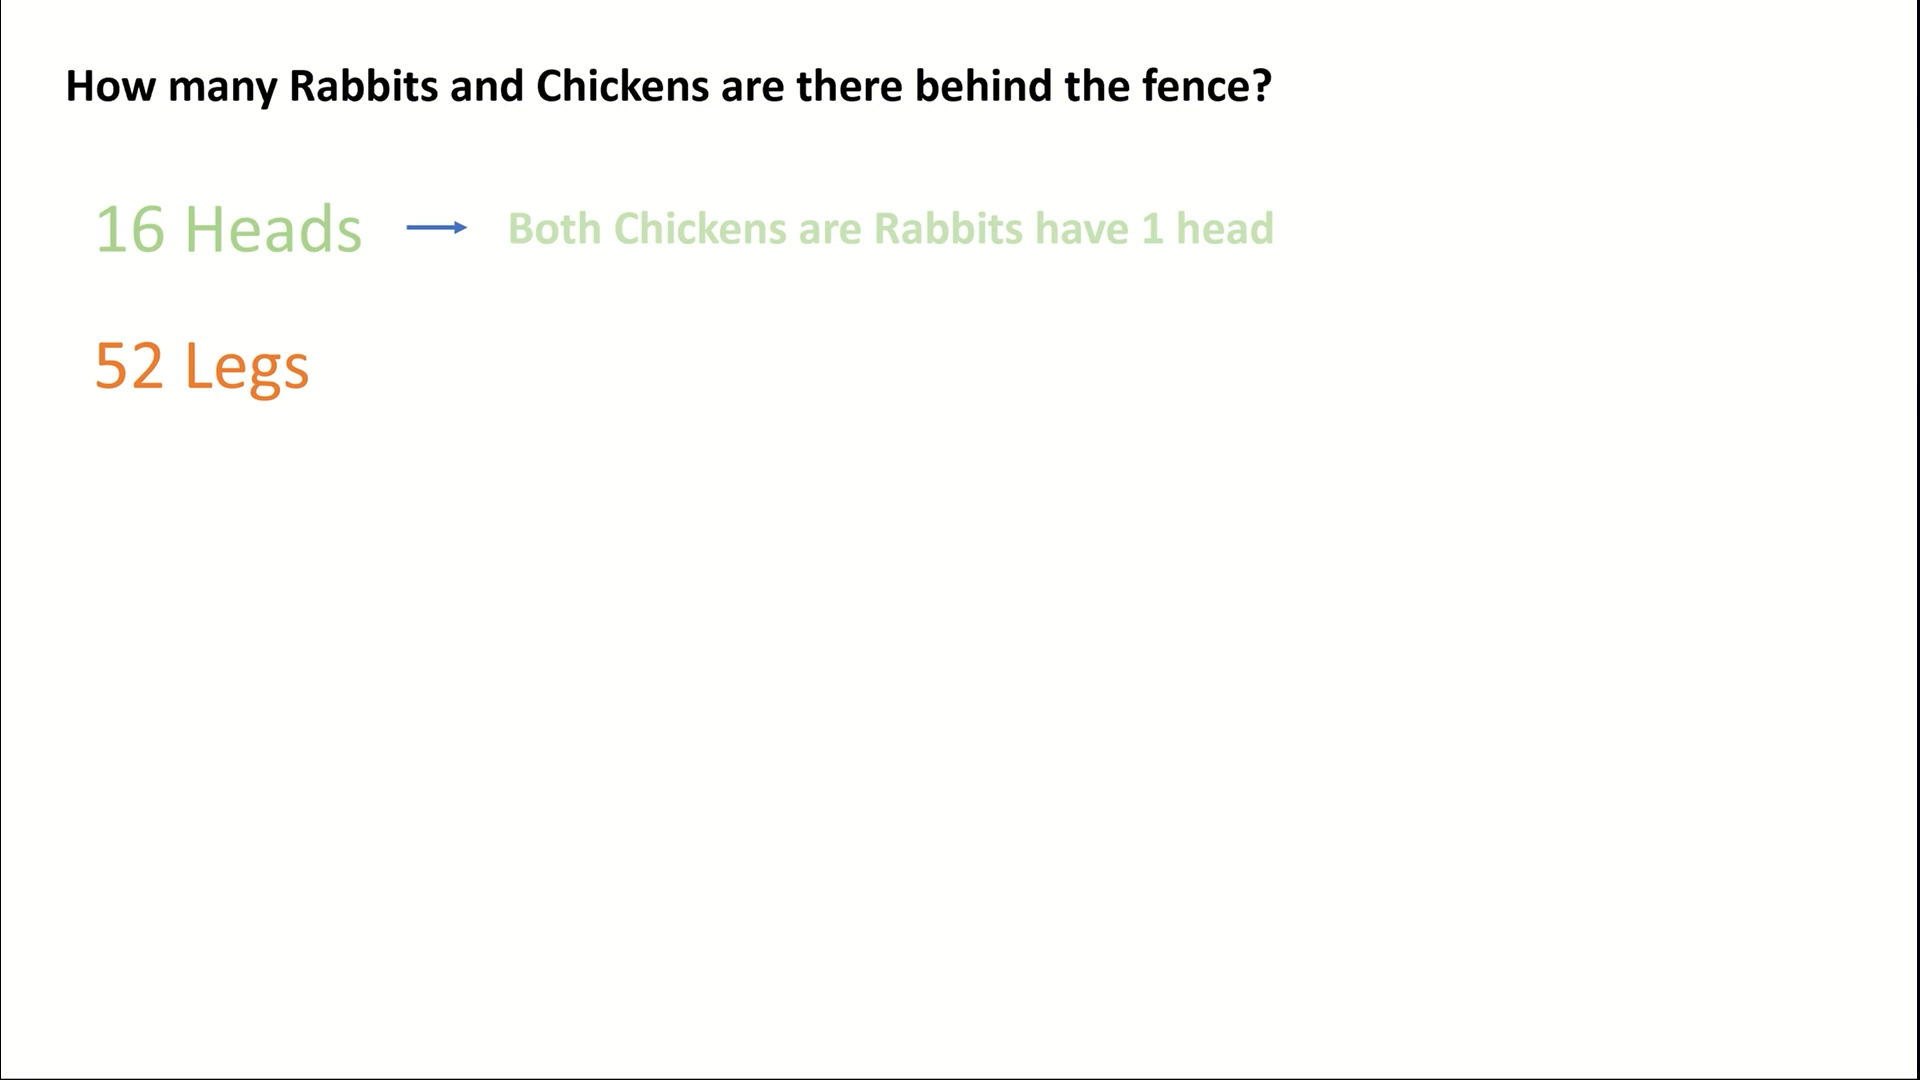 How many Rabbits and Chickens are there behind the fence?
16 Heads Both Chickens are Rabbits have 1 head
52 Legs